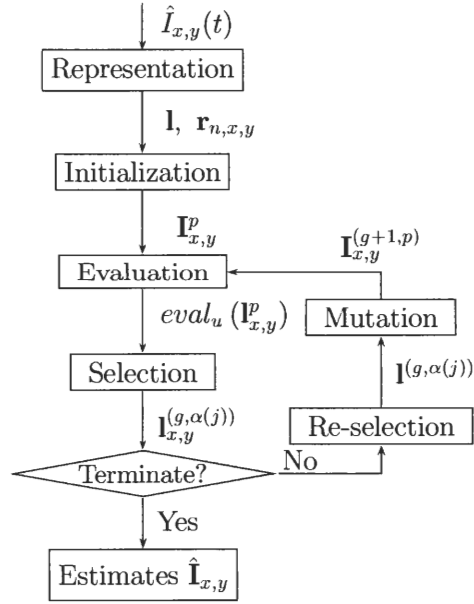 Î_{x,y}(t)
Representation
l, r_{n,x,y}
Initialization
I^p_{x,y}
I^{(g+1,p)}_{x,y}
Evaluation
eval_u (l^p_{x,y})
Mutation
Selection
l^{(g,α(j))}
l^{(g,α(j))}_{x,y}
Re-selection
Terminate?
No
Yes
Estimates Î_{x,y}